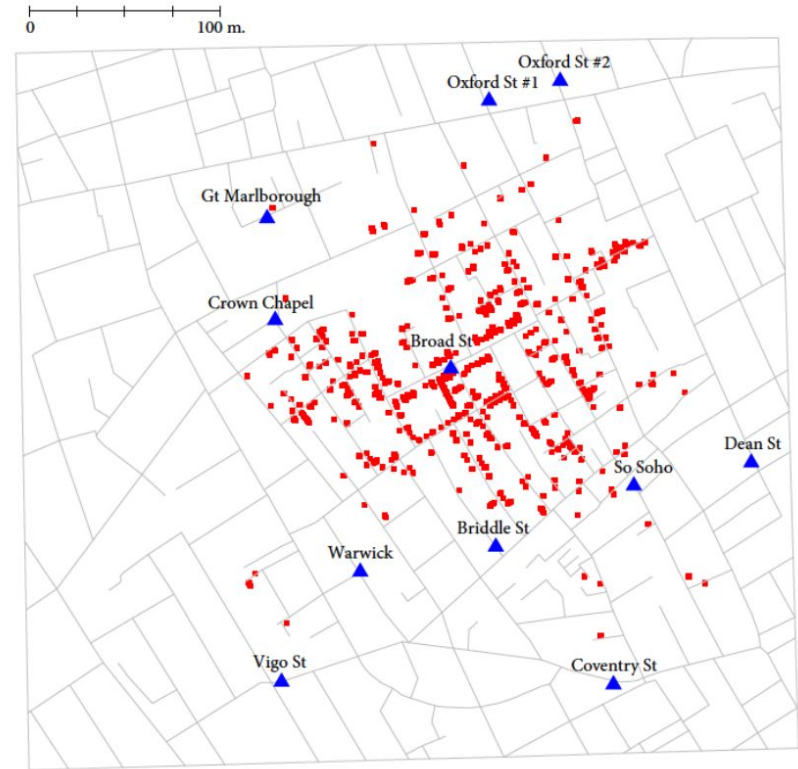 0
100 m.
Oxford St #2
Oxford St #1
Gt Marlborough
Crown Chapel
Broad St
Dean St
So Soho
Briddle St
Warwick
Vigo St
Coventry St